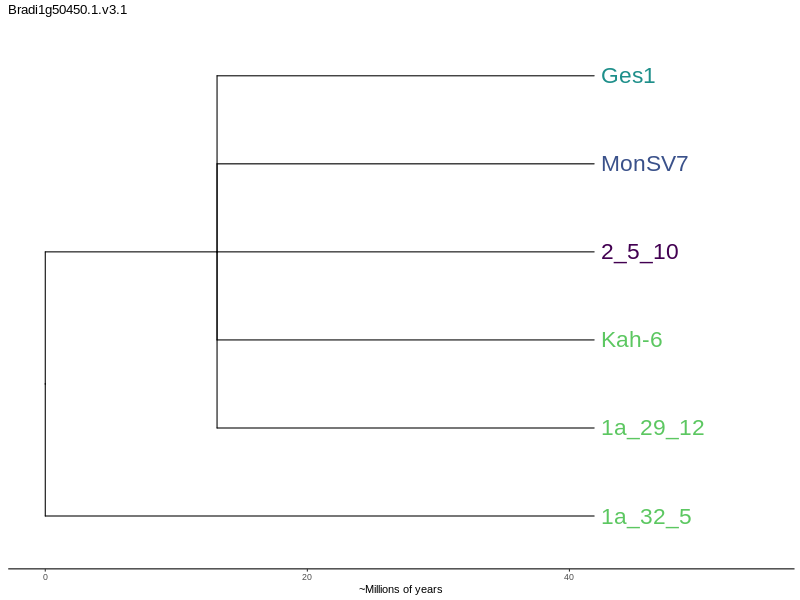 Bradi1g50450.1.v3.1
Ges1
MonSV7
2_5_10
Kah-6
1a_29_12
1a_32_5
0 20 40
~Millions of years